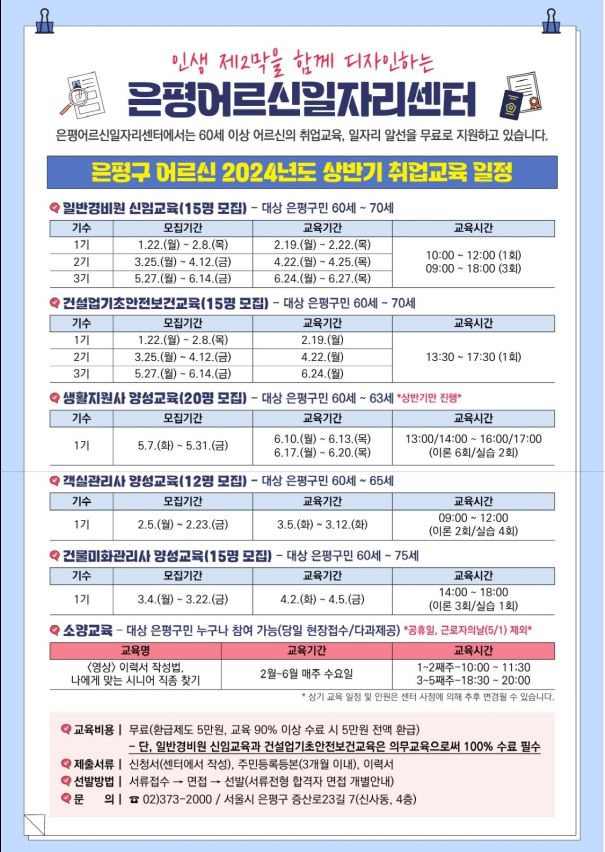 인생 제2막을 함께 디자인하는
은평어르신일자리센터
은평어르신일자리센터에서는 60세 이상 어르신의 취업교육, 일자리 알선을 무료로 지원하고 있습니다.
은평구 어르신 2024년도 상반기 취업교육 일정
일반경비원 신임교육(15명 모집) - 대상 은평구민 60세 ~ 70세
기수 모집기간 교육기간 교육시간
1기 1.22.(월) ~ 2.8.(목) 2.19.(월) ~ 2.22.(목)
10:00 ~ 12:00 (1회)
2기 3.25.(월) ~ 4.12.(금) 4.22.(월) ~ 4.25.(목)
09:00 ~ 18:00 (3회)
3기 5.27.(월) ~ 6.14.(금) 6.24.(월) ~ 6.27.(목)
건설업기초안전보건교육(15명 모집) - 대상 은평구민 60세 ~ 70세
기수 모집기간 교육기간 교육시간
1기 1.22.(월) ~ 2.8.(목) 2.19.(월)
2기 3.25.(월) ~ 4.12.(금) 4.22.(월) 13:30 ~ 17:30 (1회)
3기 5.27.(월) ~ 6.14.(금) 6.24.(월)
생활지원사 양성교육(20명 모집) - 대상 은평구민 60세 ~ 63세 *상반기만 진행*
기수 모집기간 교육기간 교육시간
1기 5.7.(화) ~ 5.31.(금)
6.10.(월) ~ 6.13.(목)
6.17.(월) ~ 6.20.(목)
13:00/14:00 ~ 16:00/17:00
(이론 6회/실습 2회)
객실관리사 양성교육(12명 모집) - 대상 은평구민 60세 ~ 65세
기수 모집기간 교육기간 교육시간
1기 2.5.(월) ~ 2.23.(금) 3.5.(화) ~ 3.12.(화)
09:00 ~ 12:00
(이론 2회/실습 4회)
건물미화관리사 양성교육(15명 모집) - 대상 은평구민 60세 ~ 75세
기수 모집기간 교육기간 교육시간
1기 3.4.(월) ~ 3.22.(금) 4.2.(화) ~ 4.5.(금)
14:00 ~ 18:00
(이론 3회/실습 1회)
소양교육 - 대상 은평구민 누구나 참여 가능(당일 현장접수/다과제공) *공휴일, 근로자의날(5/1) 제외*
교육명 교육기간 교육시간
〈영상〉 이력서 작성법,
나에게 맞는 시니어 직종 찾기
2월~6월 매주 수요일
1~2째주-10:00 ~ 11:30
3~5째주-18:30 ~ 20:00
* 상기 교육 일정 및 인원은 센터 사정에 의해 추후 변경될 수 있습니다.
교육비용 | 무료(환급제도 5만원, 교육 90% 이상 수료 시 5만원 전액 환급)
- 단, 일반경비원 신임교육과 건설업기초안전보건교육은 의무교육으로써 100% 수료 필수
제출서류 | 신청서(센터에서 작성), 주민등록등본(3개월 이내), 이력서
선발방법 | 서류접수 → 면접 → 선발(서류전형 합격자 면접 개별안내)
문 의 | ☎ 02)373-2000 / 서울시 은평구 증산로23길 7(신사동, 4층)